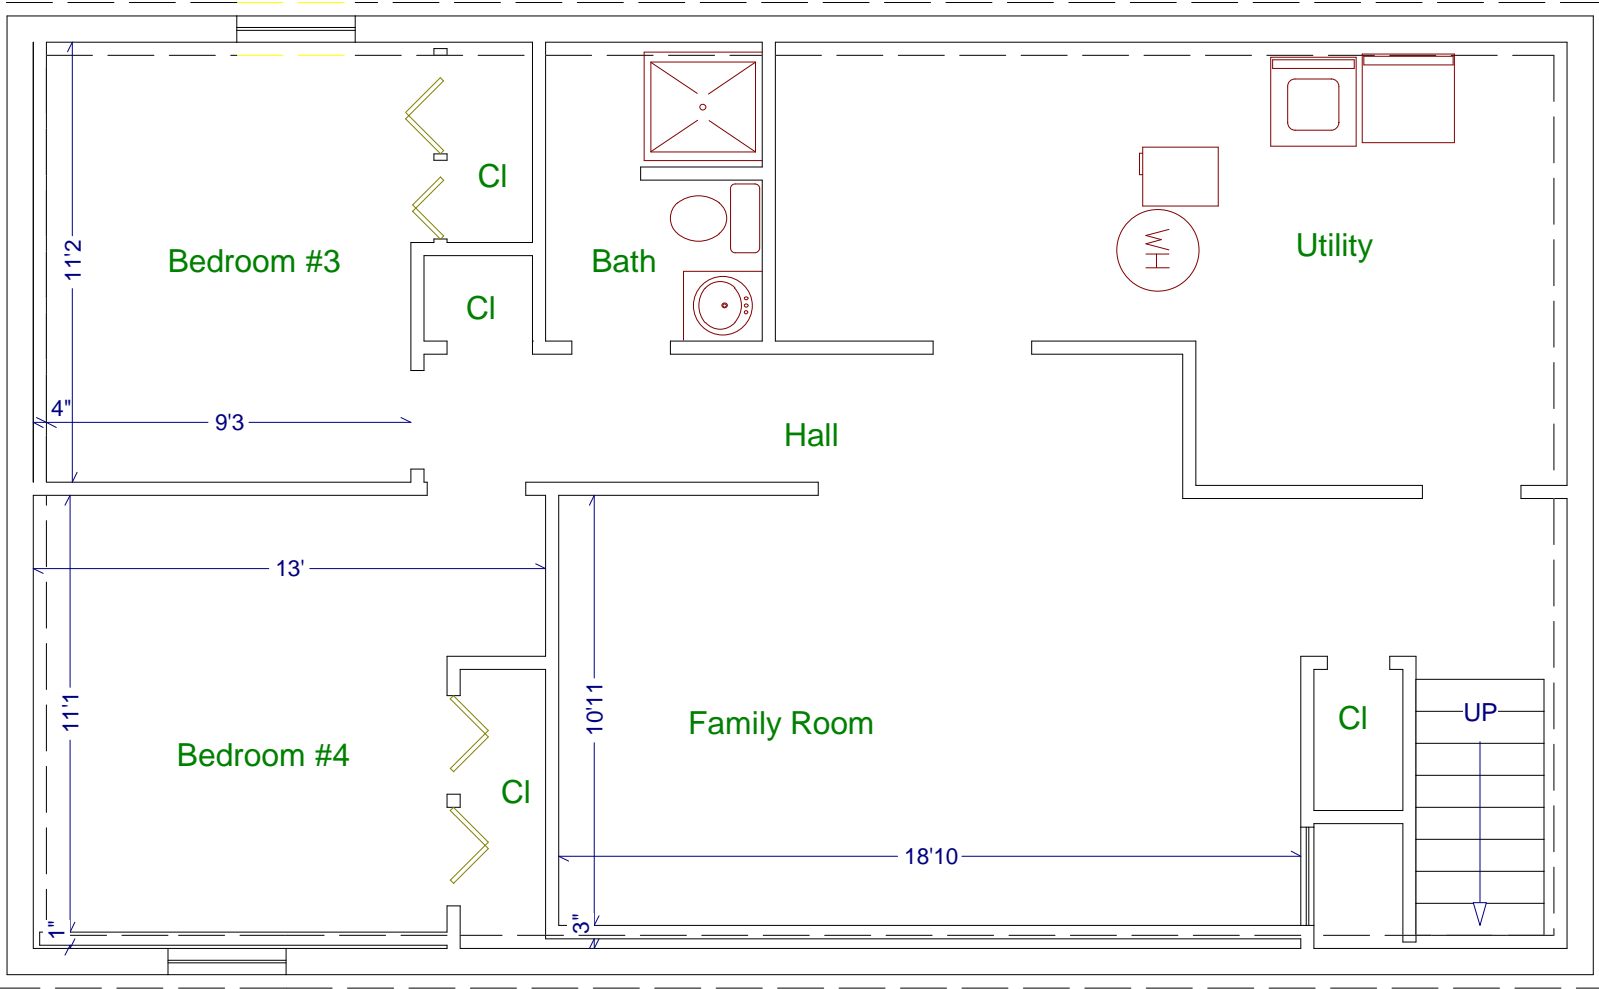 Cl
Bedroom #3
11'2
Bath
Utility
WH
Cl
4"
9'3
Hall
13'
11'1
10'11
Bedroom #4
Family Room
Cl
UP
Cl
18'10
1"
3"